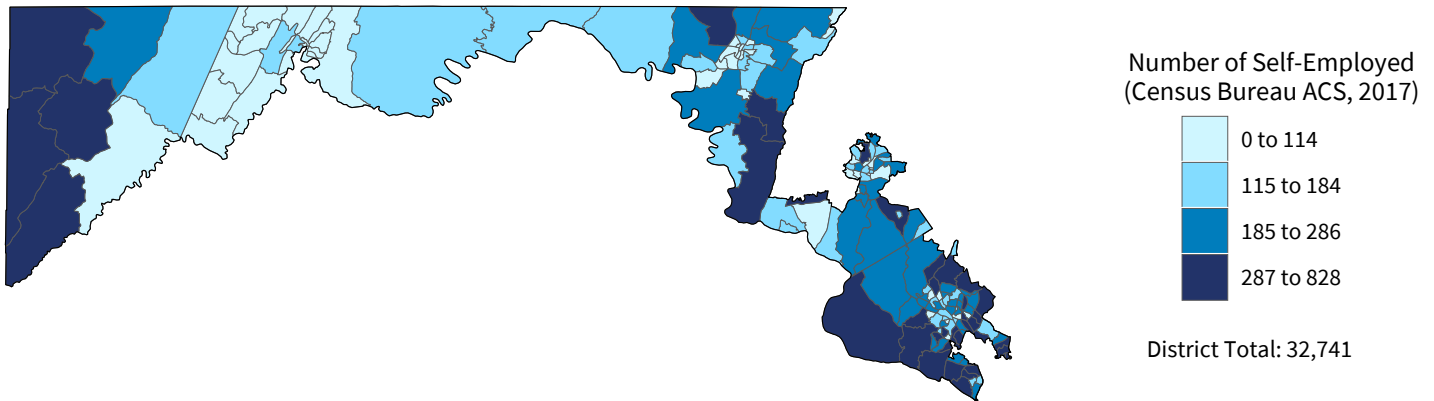 Number of Self-Employed
(Census Bureau ACS, 2017)
0 to 114
115 to 184
185 to 286
287 to 828
District Total: 32,741